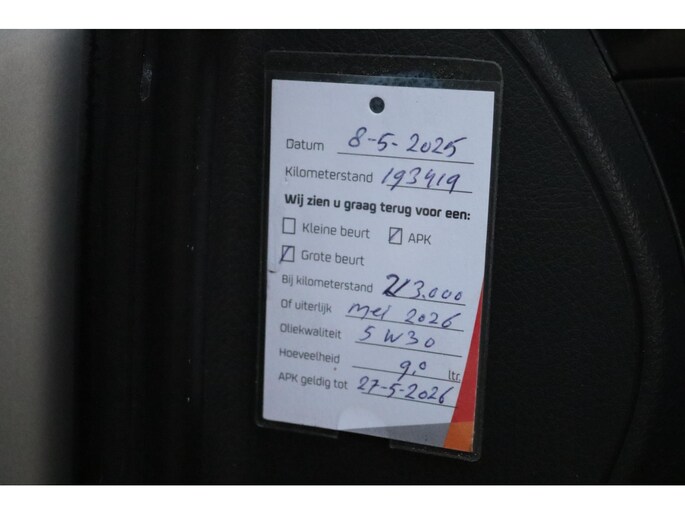 Datum 8-5-2025
Kilometerstand 193419
Wij zien u graag terug voor een:
Kleine beurt APK
Grote beurt
Bij kilometerstand 213.000
Of uiterlijk mei 2026
Oliekwaliteit 5W30
Hoeveelheid 9,0 ltr.
APK geldig tot 27-5-2026